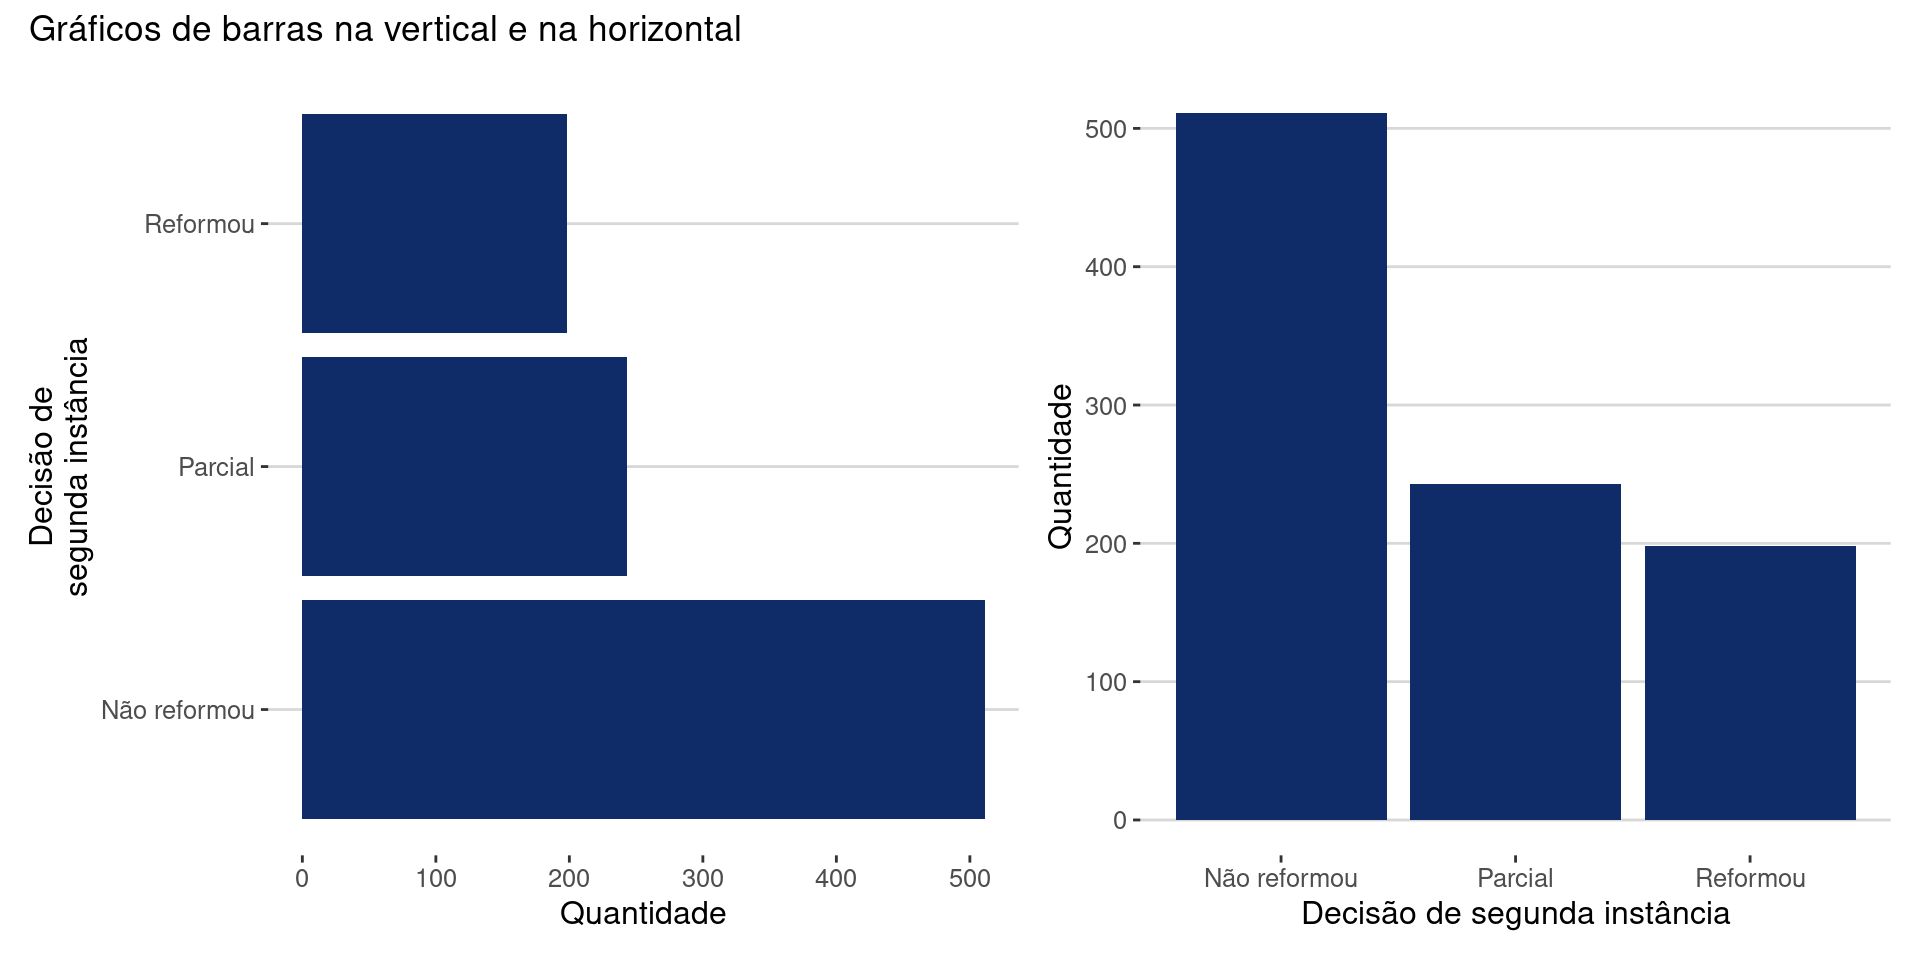 Gráficos de barras na vertical e na horizontal
Decisão de
segunda instância
Reformou
Parcial
Não reformou
0 100 200 300 400 500
Quantidade
Quantidade
500
400
300
200
100
0
Não reformou Parcial Reformou
Decisão de segunda instância